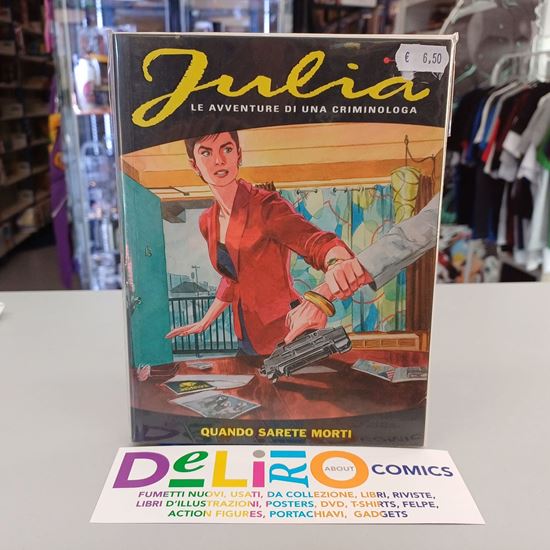 Julia
€ 6,50
LE AVVENTURE DI UNA CRIMINOLOGA
QUANDO SARETE MORTI
DeLiRiO ABOUT COMICS
FUMETTI NUOVI, USATI, DA COLLEZIONE, LIBRI, RIVISTE,
LIBRI D'ILLUSTRAZIONI, POSTERS, DVD, T-SHIRTS, FELPE,
ACTION FIGURES, PORTACHIAVI, GADGETS